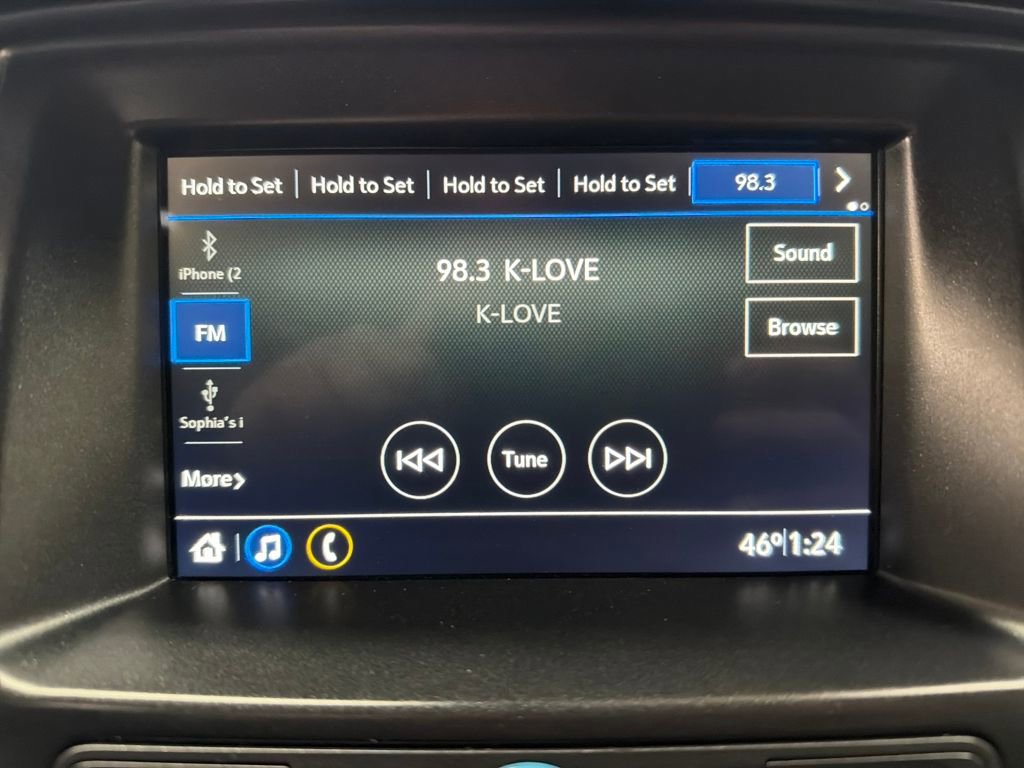 Hold to Set | Hold to Set | Hold to Set | Hold to Set | 98.3
iPhone (2
98.3 K-LOVE
Sound
FM
K-LOVE
Browse
Sophia's i
Tune
More
46° 1:24